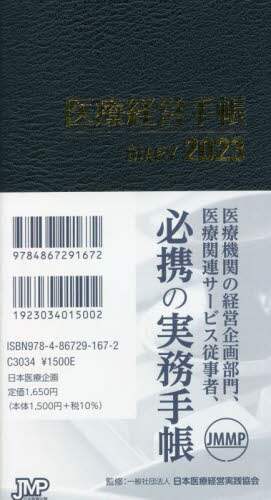 医療経営手帳
DIARY 2023
医療機関の経営企画部門、
医療関連サービス従事者、
必携の実務手帳
JMMP
9784867291672
1923034015002
ISBN978-4-86729-167-2
C3034 ¥1500E
日本医療企画
定価1,650円
（本体1,500円+税10%）
JMP
監修:一般社団法人 日本医療経営実践協会